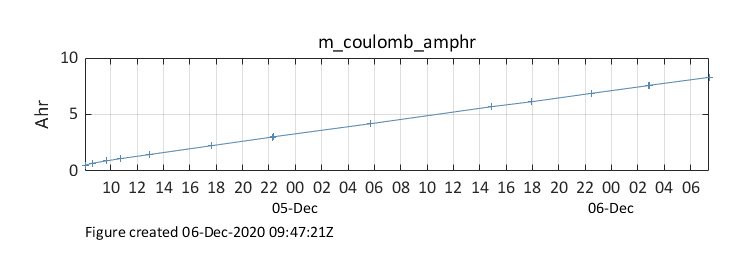 m_coulomb_amphr
Ahr
10
5
0
10 12 14 16 18 20 22 00 02 04 06 08 10 12 14 16 18 20 22 00 02 04 06
05-Dec 06-Dec
Figure created 06-Dec-2020 09:47:21Z